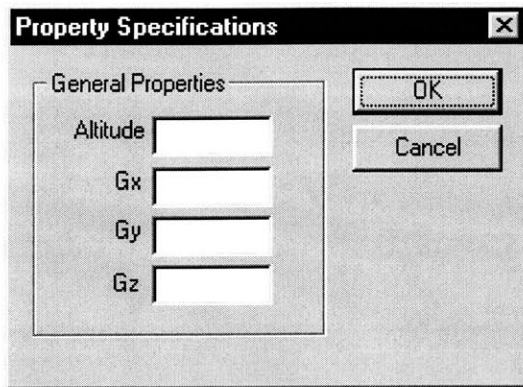 Property Specifications
General Properties
Altitude
Gx
Gy
Gz
OK
Cancel